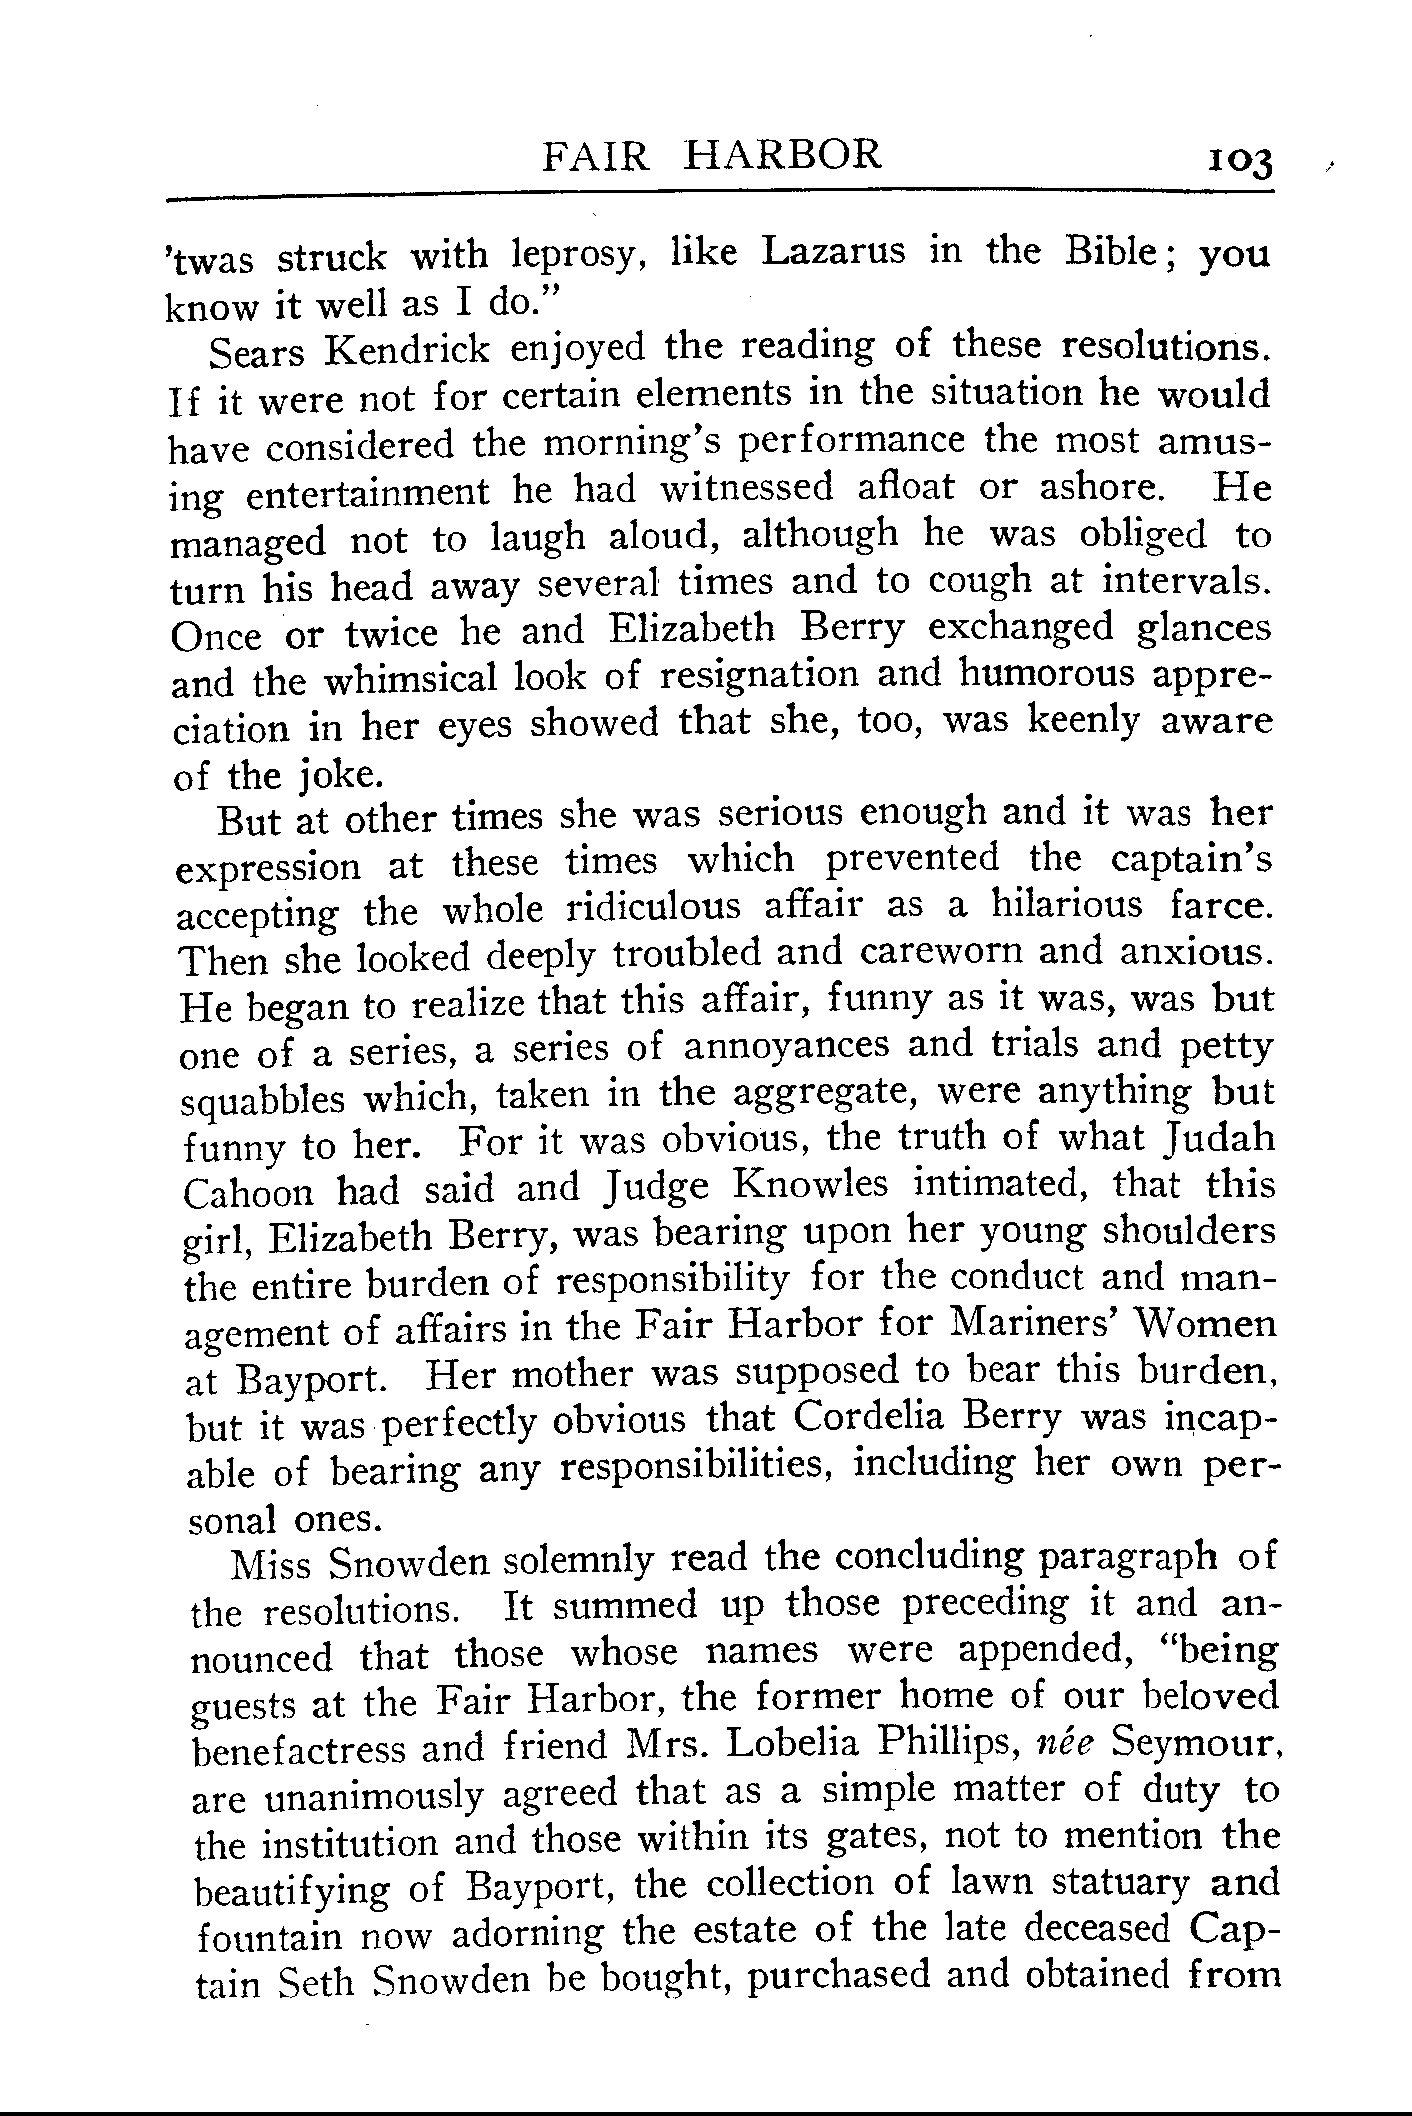 FAIR HARBOR 103
’twas struck with leprosy, like Lazarus in the Bible; you
know it well as I do.”
Sears Kendrick enjoyed the reading of these resolutions.
If it were not for certain elements in the situation he would
have considered the morning’s performance the most amus-
ing entertainment he had witnessed afloat or ashore. He
managed not to laugh aloud, although he was obliged to
turn his head away several times and to cough at intervals.
Once or twice he and Elizabeth Berry exchanged glances
and the whimsical look of resignation and humorous appre-
ciation in her eyes showed that she, too, was keenly aware
of the joke.
But at other times she was serious enough and it was her
expression at these times which prevented the captain’s
accepting the whole ridiculous affair as a hilarious farce.
Then she looked deeply troubled and careworn and anxious.
He began to realize that this affair, funny as it was, was but
one of a series, a series of annoyances and trials and petty
squabbles which, taken in the aggregate, were anything but
funny to her. For it was obvious, the truth of what Judah
Cahoon had said and Judge Knowles intimated, that this
girl, Elizabeth Berry, was bearing upon her young shoulders
the entire burden of responsibility for the conduct and man-
agement of affairs in the Fair Harbor for Mariners’ Women
at Bayport. Her mother was supposed to bear this burden,
but it was perfectly obvious that Cordelia Berry was incap-
able of bearing any responsibilities, including her own per-
sonal ones.
Miss Snowden solemnly read the concluding paragraph of
the resolutions. It summed up those preceding it and an-
nounced that those whose names were appended, “being
guests at the Fair Harbor, the former home of our beloved
benefactress and friend Mrs. Lobelia Phillips, née Seymour,
are unanimously agreed that as a simple matter of duty to
the institution and those within its gates, not to mention the
beautifying of Bayport, the collection of lawn statuary and
fountain now adorning the estate of the late deceased Cap-
tain Seth Snowden be bought, purchased and obtained from